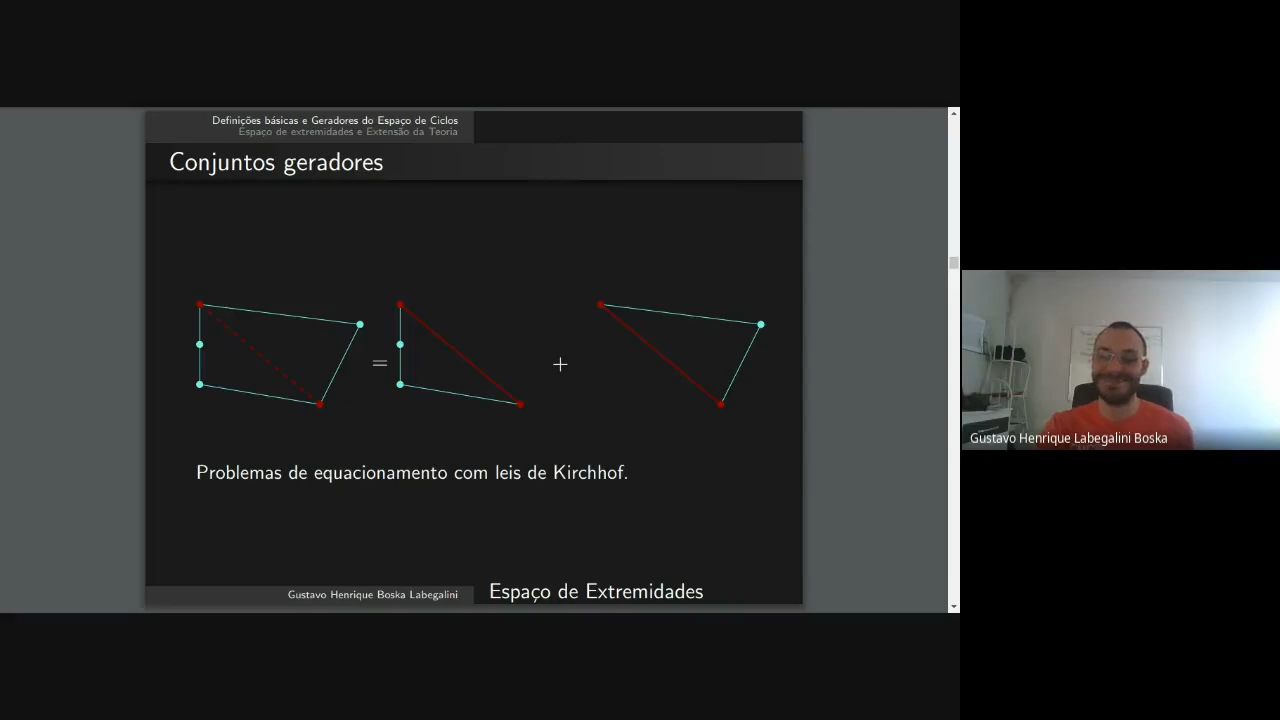 Definições básicas e Geradores do Espaço de Ciclos
Espaço de extremidades e Extensão da Teoria
Conjuntos geradores
=
+
Problemas de equacionamento com leis de Kirchhof.
Gustavo Henrique Boska Labegalini
Espaço de Extremidades
Gustavo Henrique Labegalini Boska